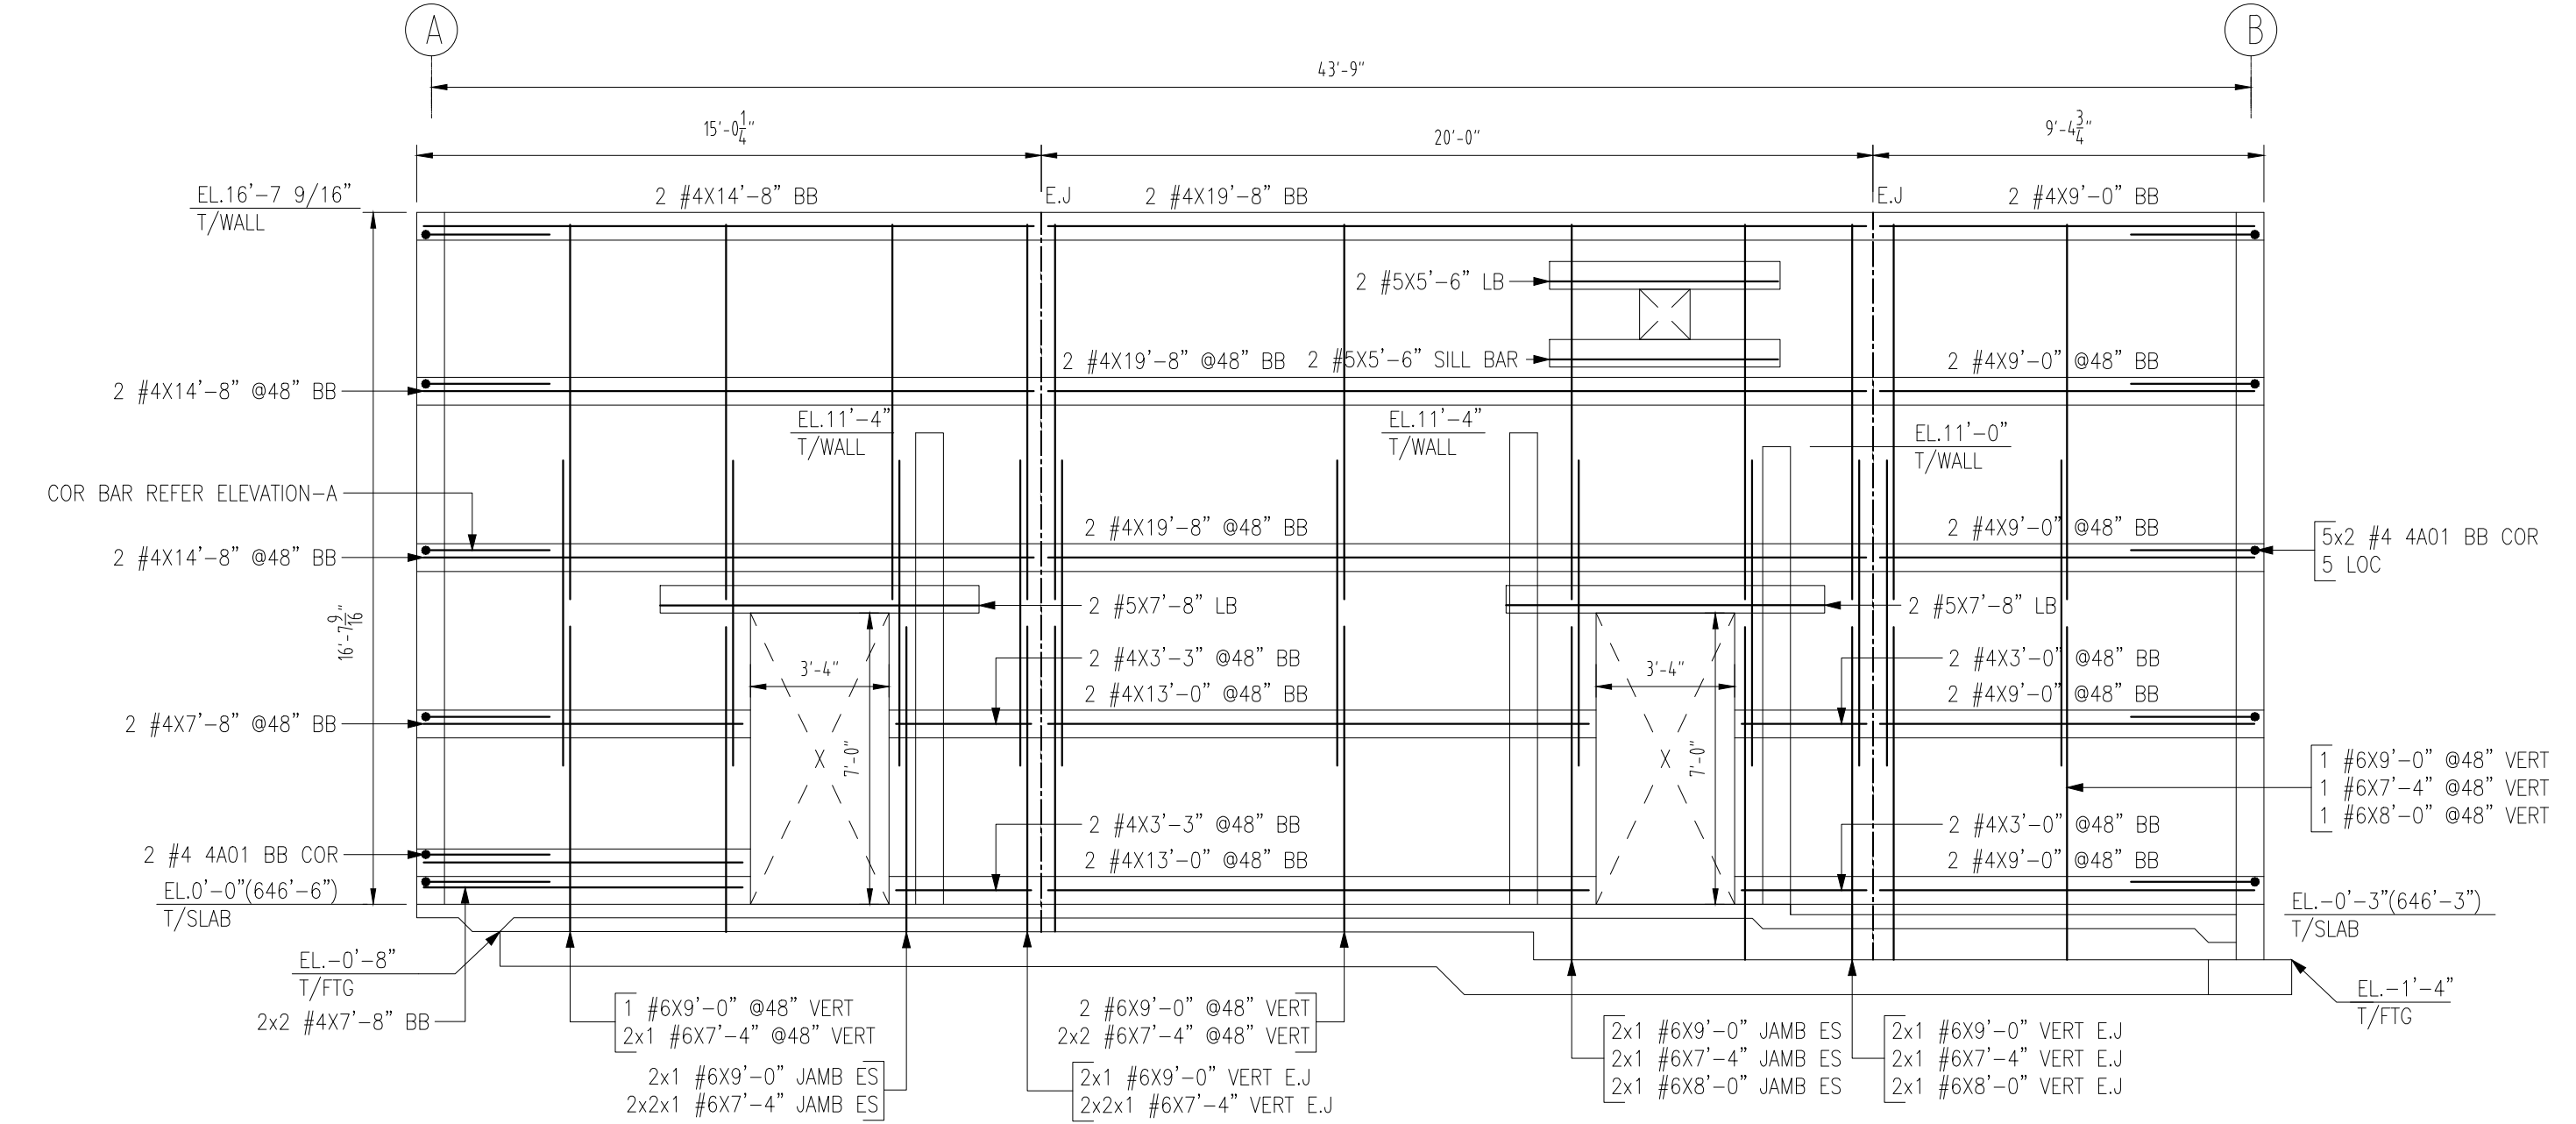 A
B
43'-9"
15'-0 1/4"
20'-0"
9'-4 3/4"
EL.16'-7 9/16"
T/WALL
2 #4X14'-8" BB
E.J
2 #4X19'-8" BB
E.J
2 #4X9'-0" BB
2 #5X5'-6" LB
2 #4X14'-8" @48" BB
2 #4X19'-8" @48" BB
2 #5X5'-6" SILL BAR
2 #4X9'-0" @48" BB
EL.11'-4"
T/WALL
EL.11'-4"
T/WALL
EL.11'-0"
T/WALL
COR BAR REFER ELEVATION-A
2 #4X14'-8" @48" BB
2 #4X19'-8" @48" BB
2 #4X9'-0" @48" BB
5x2 #4 4A01 BB COR
5 LOC
16'-7 9/16"
2 #5X7'-8" LB
2 #5X7'-8" LB
3'-4"
2 #4X3'-3" @48" BB
2 #4X13'-0" @48" BB
3'-4"
2 #4X3'-0" @48" BB
2 #4X9'-0" @48" BB
2 #4X7'-8" @48" BB
X
7'-0"
X
7'-0"
1 #6X9'-0" @48" VERT
1 #6X7'-4" @48" VERT
1 #6X8'-0" @48" VERT
2 #4X3'-3" @48" BB
2 #4X13'-0" @48" BB
2 #4X3'-0" @48" BB
2 #4X9'-0" @48" BB
2 #4 4A01 BB COR
EL.0'-0"(646'-6")
T/SLAB
EL.-0'-3"(646'-3")
T/SLAB
EL.-0'-8"
T/FTG
2x2 #4X7'-8" BB
EL.-1'-4"
T/FTG
1 #6X9'-0" @48" VERT
2x1 #6X7'-4" @48" VERT
2x1 #6X9'-0" JAMB ES
2x2x1 #6X7'-4" JAMB ES
2 #6X9'-0" @48" VERT
2x2 #6X7'-4" @48" VERT
2x1 #6X9'-0" VERT E.J
2x2x1 #6X7'-4" VERT E.J
2x1 #6X9'-0" JAMB ES
2x1 #6X7'-4" JAMB ES
2x1 #6X8'-0" JAMB ES
2x1 #6X9'-0" VERT E.J
2x1 #6X7'-4" VERT E.J
2x1 #6X8'-0" VERT E.J